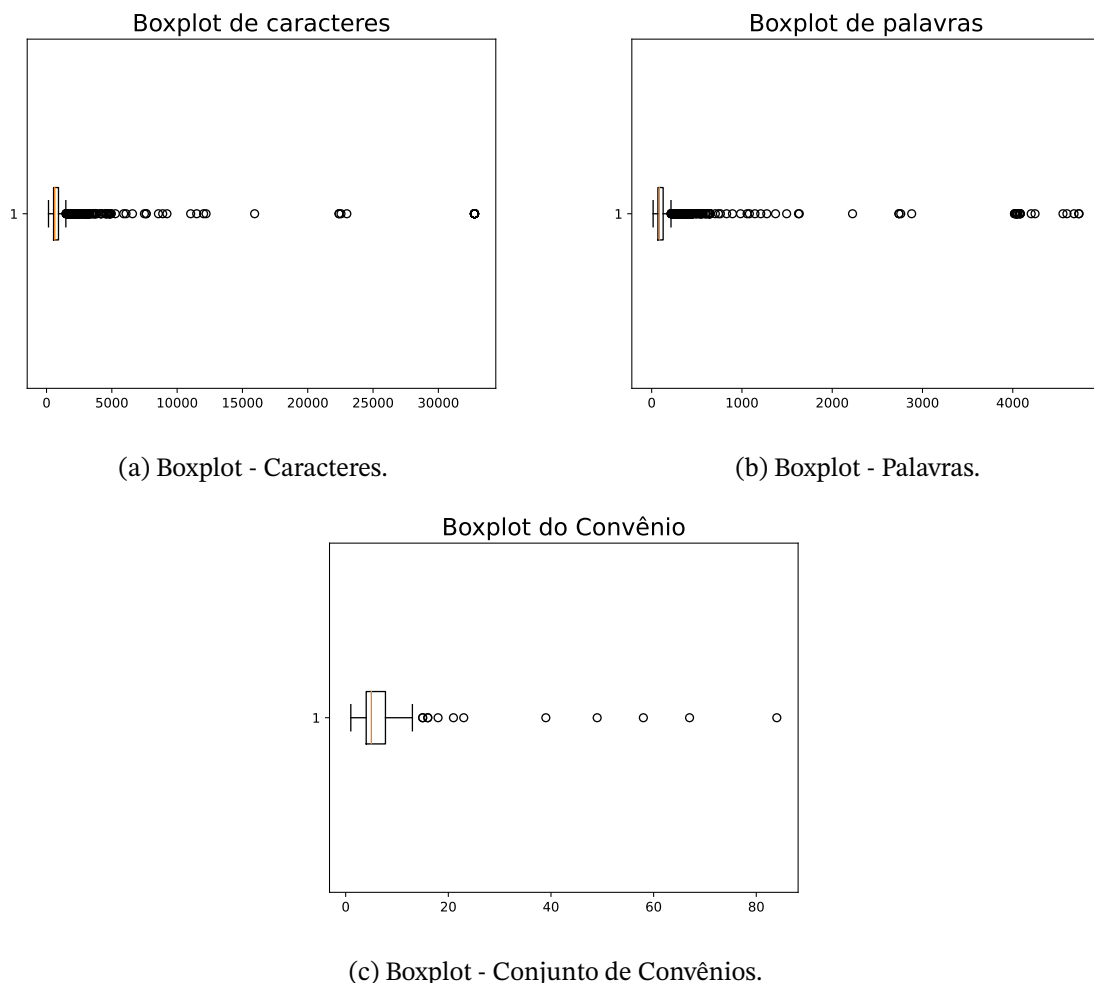 Boxplot de caracteres
1
0 5000 10000 15000 20000 25000 30000
(a) Boxplot - Caracteres.
Boxplot de palavras
1
0 1000 2000 3000 4000
(b) Boxplot - Palavras.
Boxplot do Convênio
1
0 20 40 60 80
(c) Boxplot - Conjunto de Convênios.